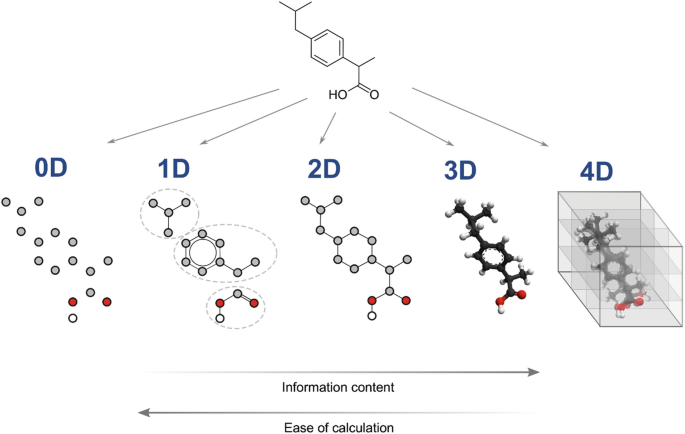 HO
O
0D
1D
2D
3D
4D
Information content
Ease of calculation